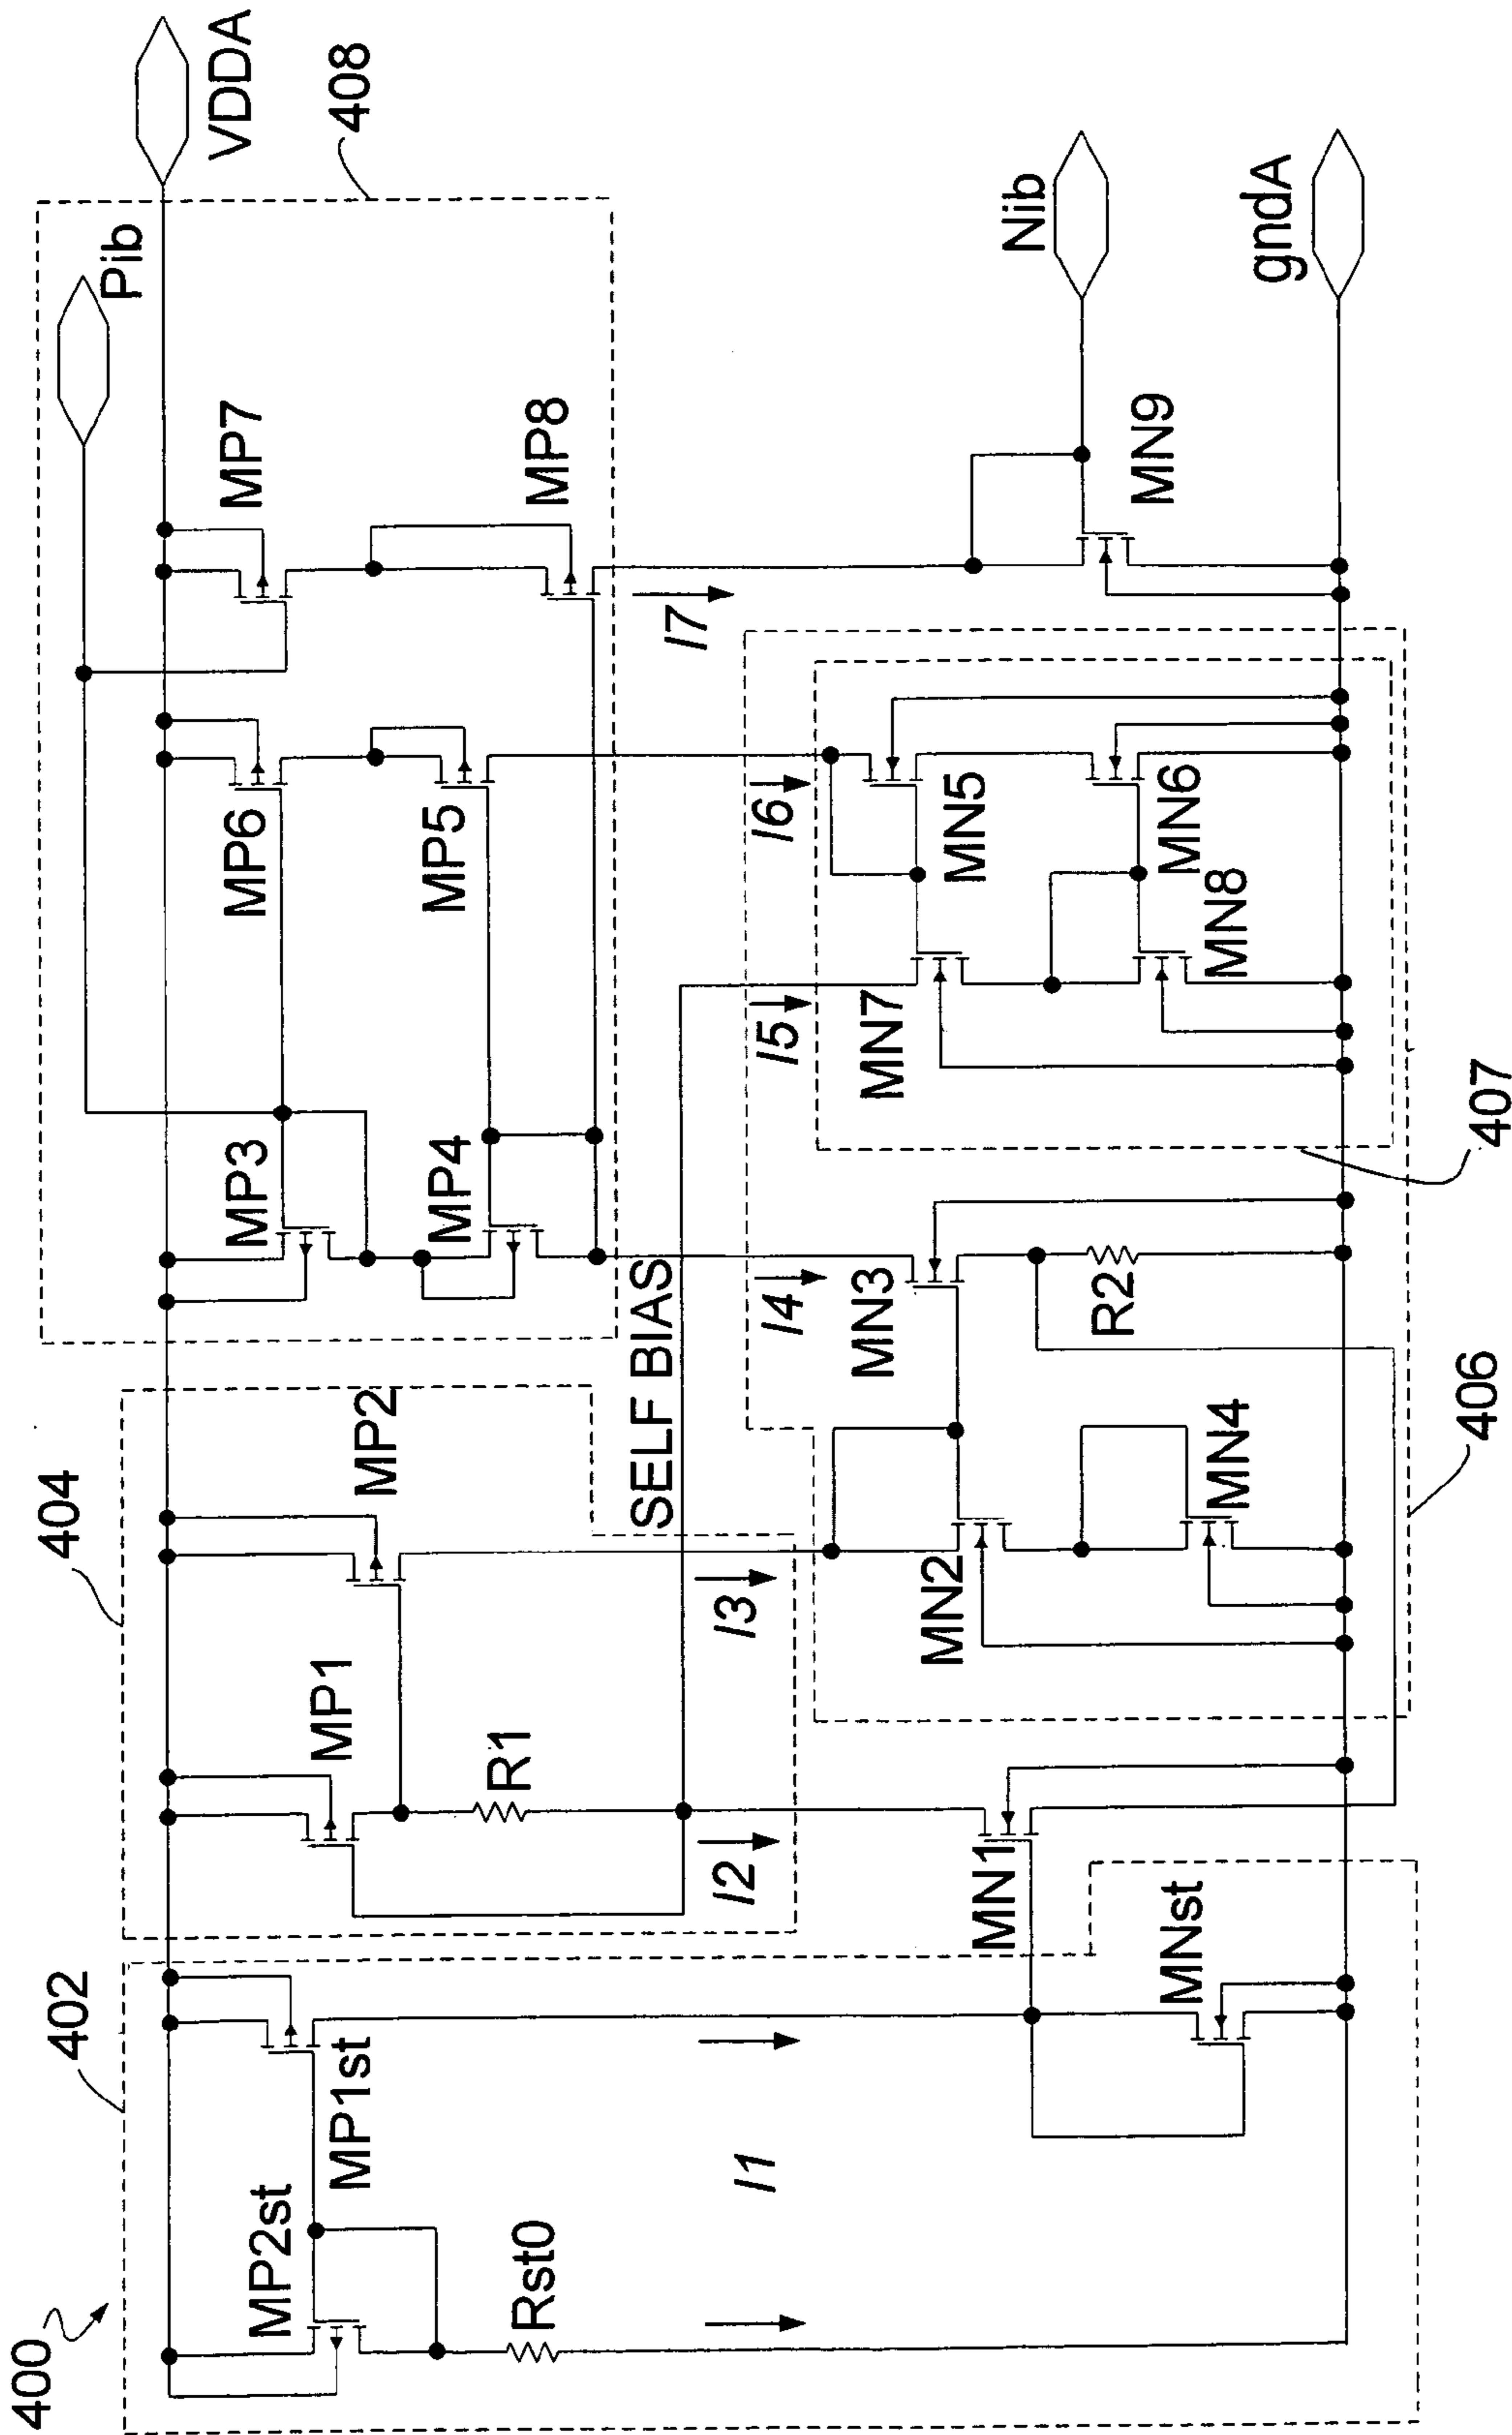 400
402
404
408
VDDA
Pib
MP2st
MP1st
MP1
MP2
MP3
MP6
MP7
MP4
MP5
MP8
Rst0
R1
I1
I2
I3
SELF BIAS
I4
I5
I6
I7
MN1
MN2
MN3
MN7
MN5
MN9
Nib
MNst
MN4
R2
MN8
MN6
gndA
406
407